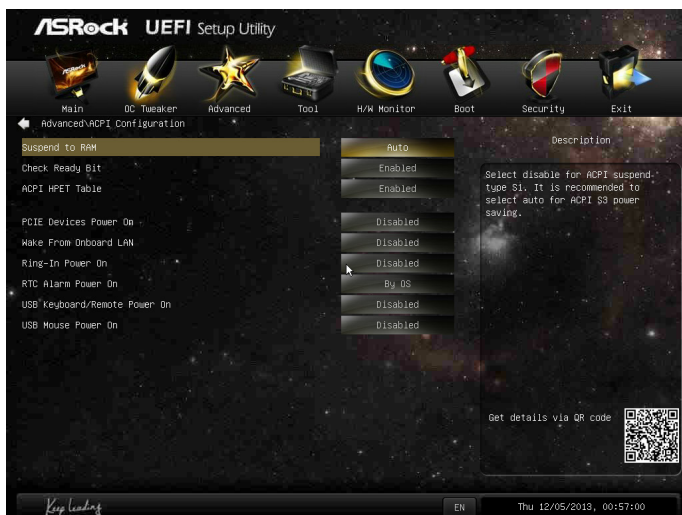 ASRock UEFI Setup Utility
ASRock
Main OC Tweaker Advanced Tool H/W Monitor Boot Security Exit
Advanced\ACPI Configuration
Description
Suspend to RAM Auto
Check Ready Bit Enabled
ACPI HPET Table Enabled
PCIE Devices Power On Disabled
Wake From Onboard LAN Disabled
Ring-In Power On Disabled
RTC Alarm Power On By OS
USB Keyboard/Remote Power On Disabled
USB Mouse Power On Disabled
Select disable for ACPI suspend-
type S1. It is recommended to
select auto for ACPI S3 power
saving.
Get details via QR code
Keep Leading
EN
Thu 12/05/2013, 00:57:00